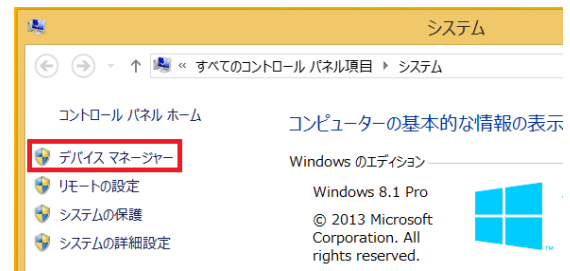 システム
« すべてのコントロール パネル項目 ▸ システム
コントロール パネル ホーム
デバイス マネージャー
リモートの設定
システムの保護
システムの詳細設定
コンピューターの基本的な情報の表示
Windows のエディション
Windows 8.1 Pro
© 2013 Microsoft
Corporation. All
rights reserved.